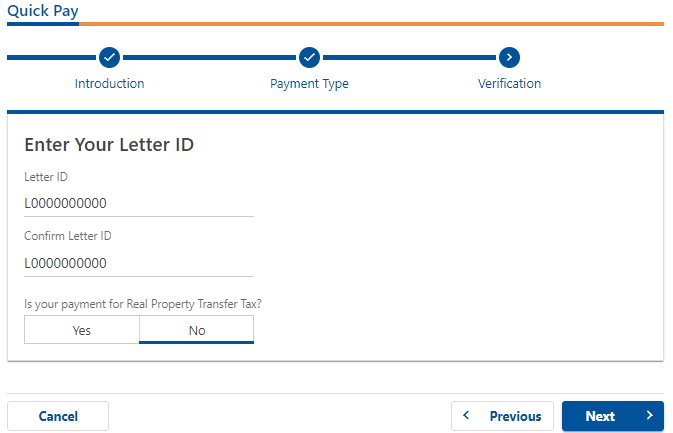 Quick Pay
Introduction
Payment Type
Verification
Enter Your Letter ID
Letter ID
L0000000000
Confirm Letter ID
L0000000000
Is your payment for Real Property Transfer Tax?
Yes No
Cancel Previous Next